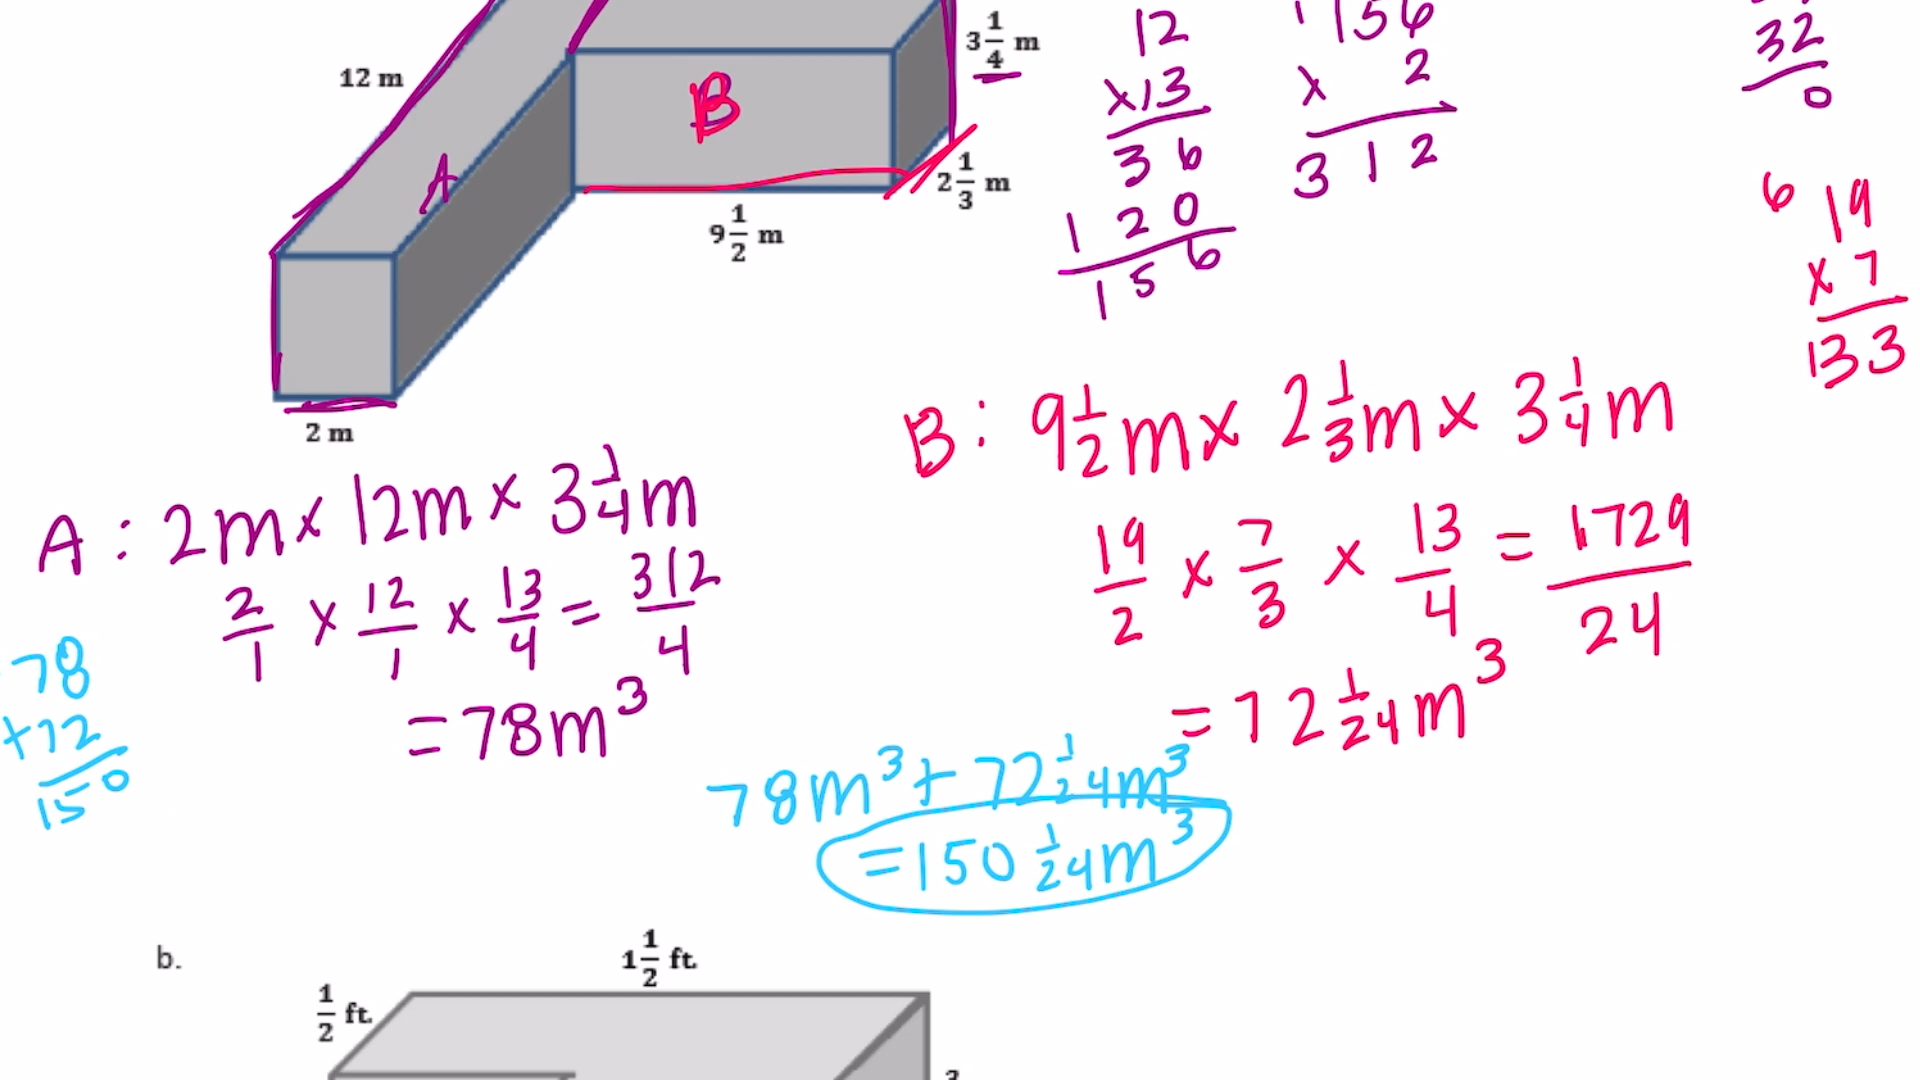 12 m
A
B
3 1/4 m
2 1/3 m
9 1/2 m
2 m
12
x13
36
120
156
156
x 2
312
32
0
6
19
x 7
133
A: 2m x 12m x 3 1/4 m
2/1 x 12/1 x 13/4 = 312/4
= 78m³
B: 9 1/2 m x 2 1/3 m x 3 1/4 m
19/2 x 7/3 x 13/4 = 1729/24
= 72 1/24 m³
78
+72
150
78m³ + 72 1/24 m³
= 150 1/24 m³
b.
1 1/2 ft.
1/2 ft.